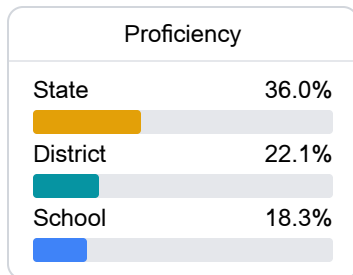 Proficiency
State 36.0%
District 22.1%
School 18.3%